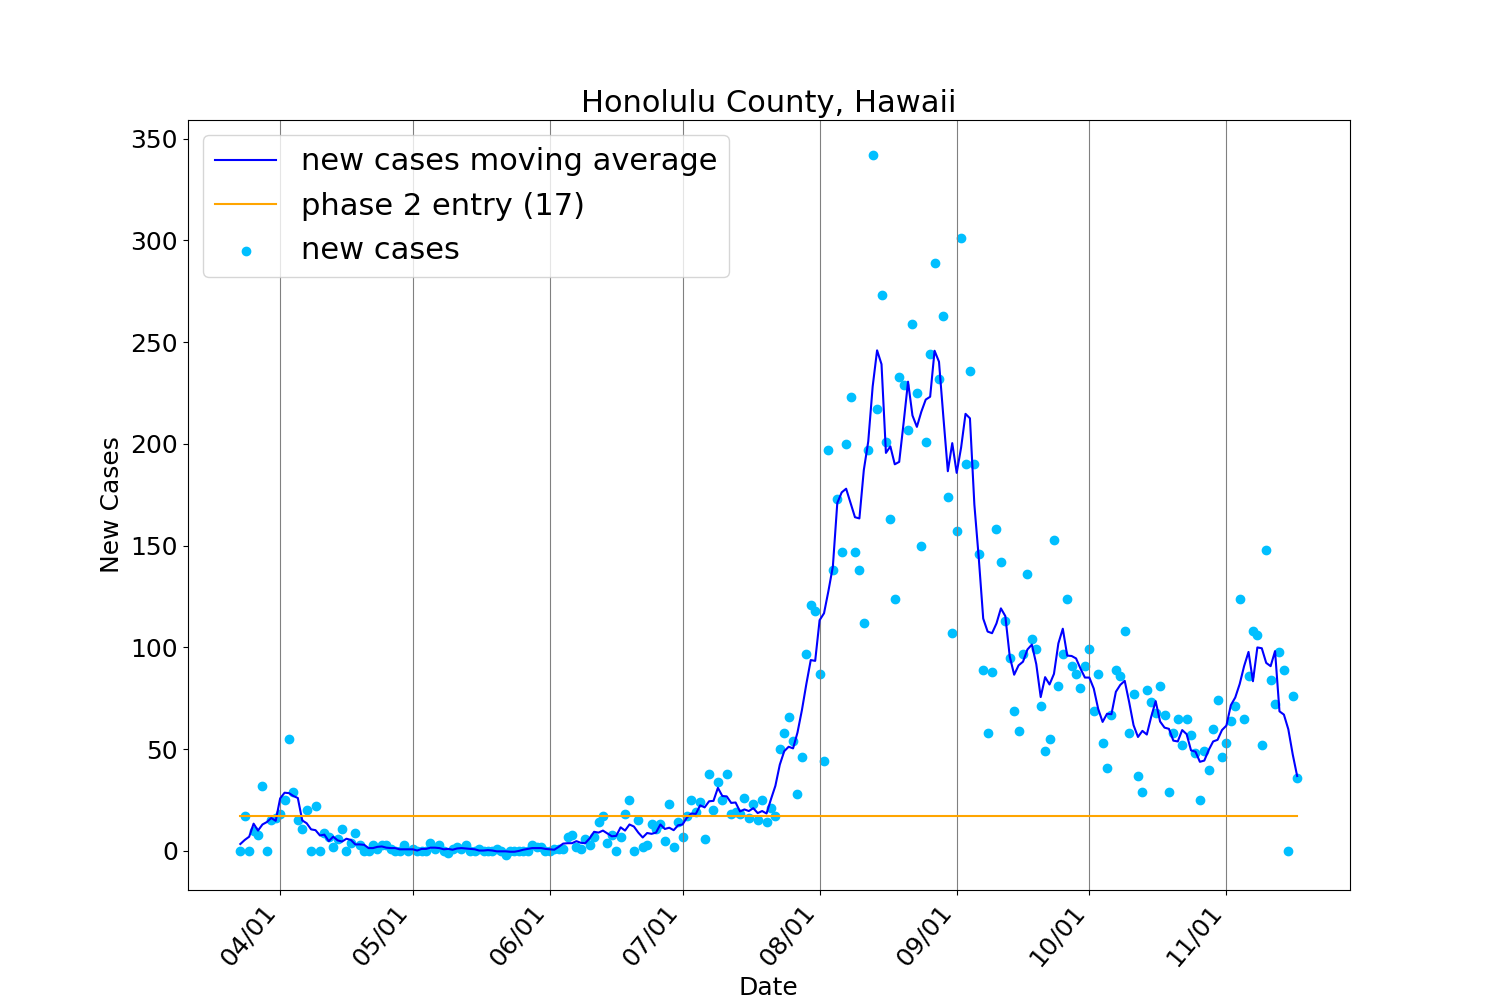 Honolulu County, Hawaii
new cases moving average
phase 2 entry (17)
new cases
350
300
250
200
150
100
50
0
New Cases
04/01
05/01
06/01
07/01
08/01
09/01
10/01
11/01
Date